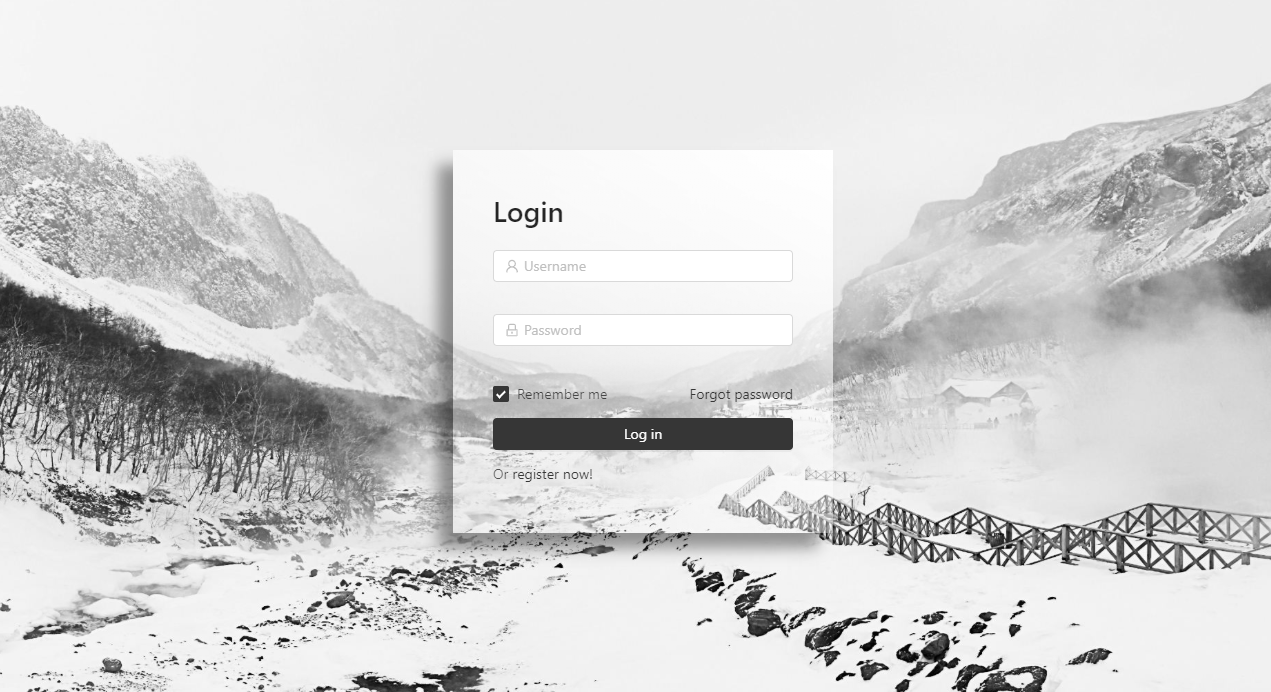 Login
Username
Password
Remember me Forgot password
Log in
Or register now!